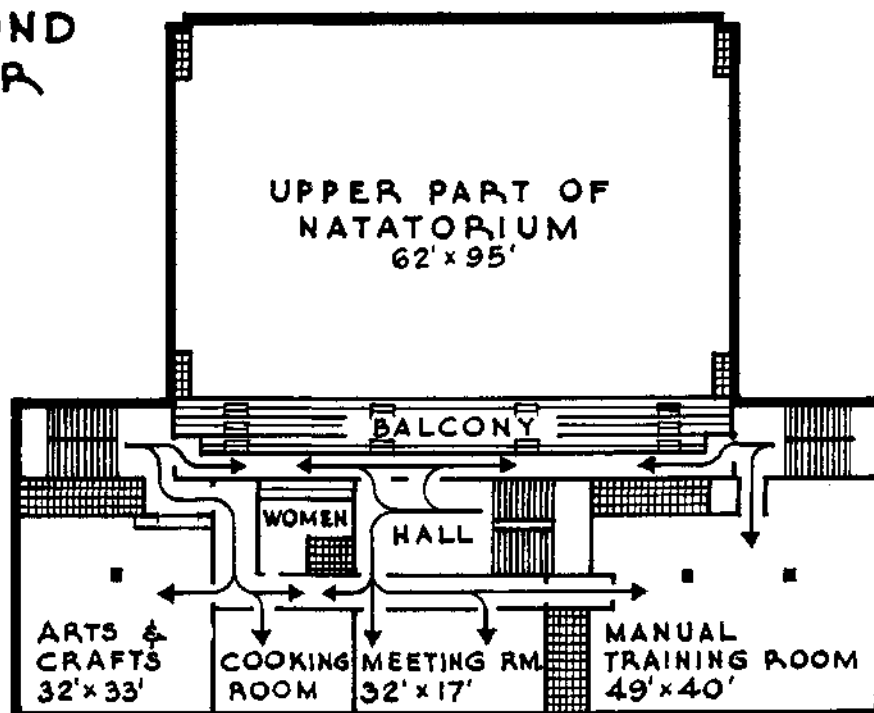 OND
R
UPPER PART OF
NATATORIUM
62' x 95'
BALCONY
WOMEN
HALL
ARTS &
CRAFTS
32' x 33'
COOKING
ROOM
MEETING RM.
32' x 17'
MANUAL
TRAINING ROOM
49' x 40'